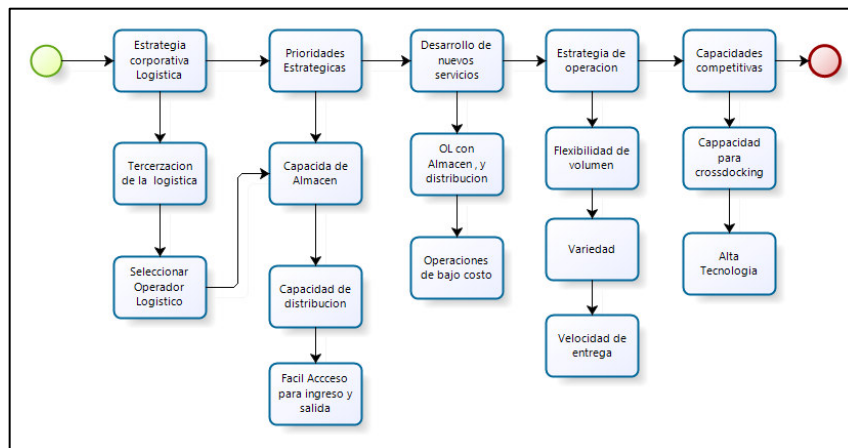 Estrategia
corporativa
Logistica
Prioridades
Estrategicas
Desarrollo de
nuevos
servicios
Estrategia de
operacion
Capacidades
competitivas
Tercerzacion
de la logistica
Capacida de
Almacen
OL con
Almacen , y
distribucion
Flexibilidad de
volumen
Cappacidad
para
crossdocking
Seleccionar
Operador
Logistico
Capacidad de
distribucion
Operaciones
de bajo costo
Variedad
Alta
Tecnologia
Facil Accceso
para ingreso y
salida
Velocidad de
entrega